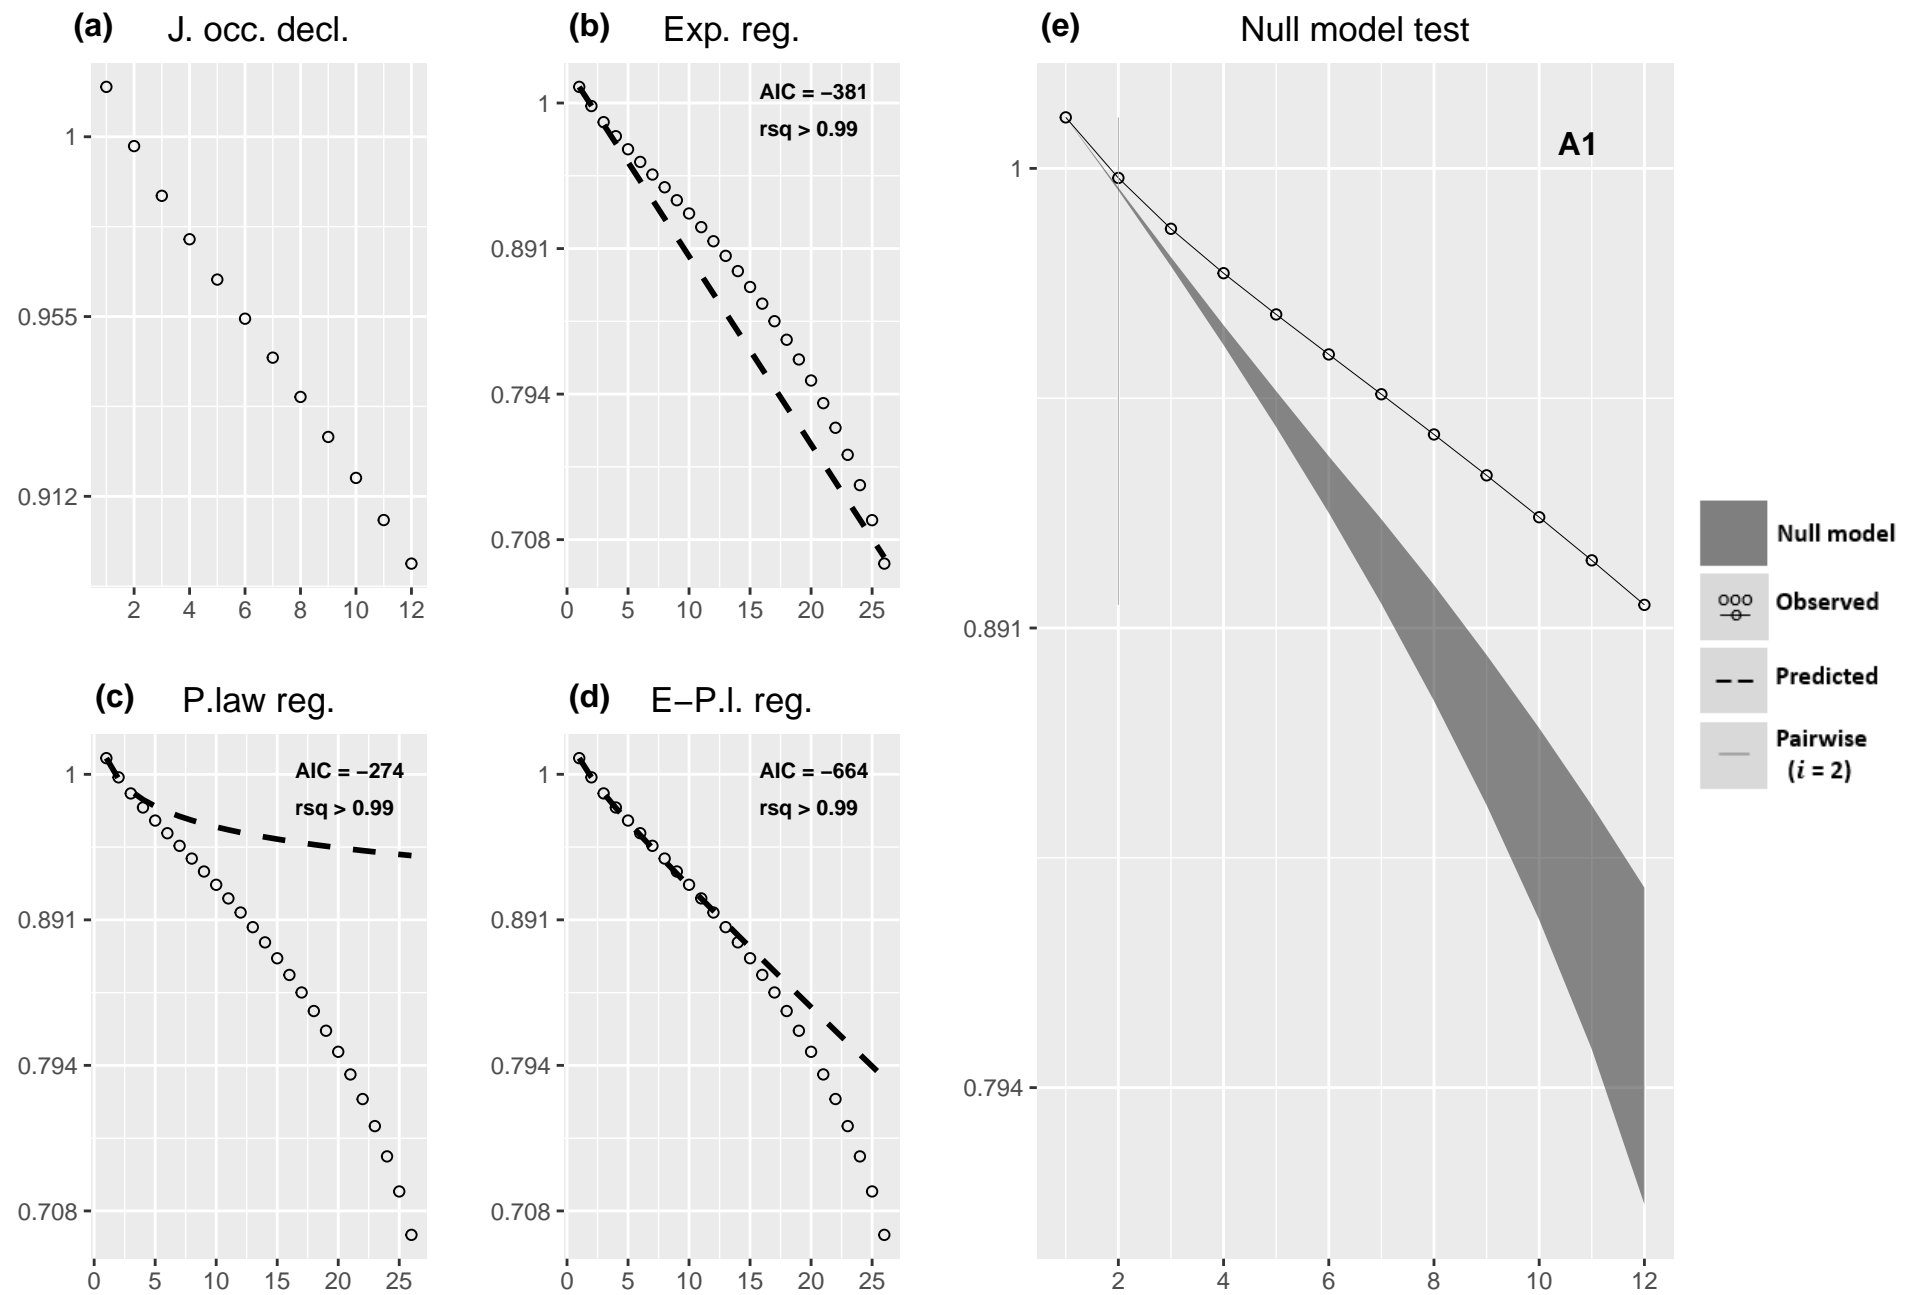 (a) J. occ. decl.
1
0.955
0.912
2 4 6 8 10 12
(b) Exp. reg.
AIC = −381
rsq > 0.99
1
0.891
0.794
0.708
0 5 10 15 20 25
(c) P.law reg.
AIC = −274
rsq > 0.99
1
0.891
0.794
0.708
0 5 10 15 20 25
(d) E−P.l. reg.
AIC = −664
rsq > 0.99
1
0.891
0.794
0.708
0 5 10 15 20 25
(e) Null model test
A1
1
0.891
0.794
2 4 6 8 10 12
Null model
Observed
Predicted
Pairwise
(i = 2)